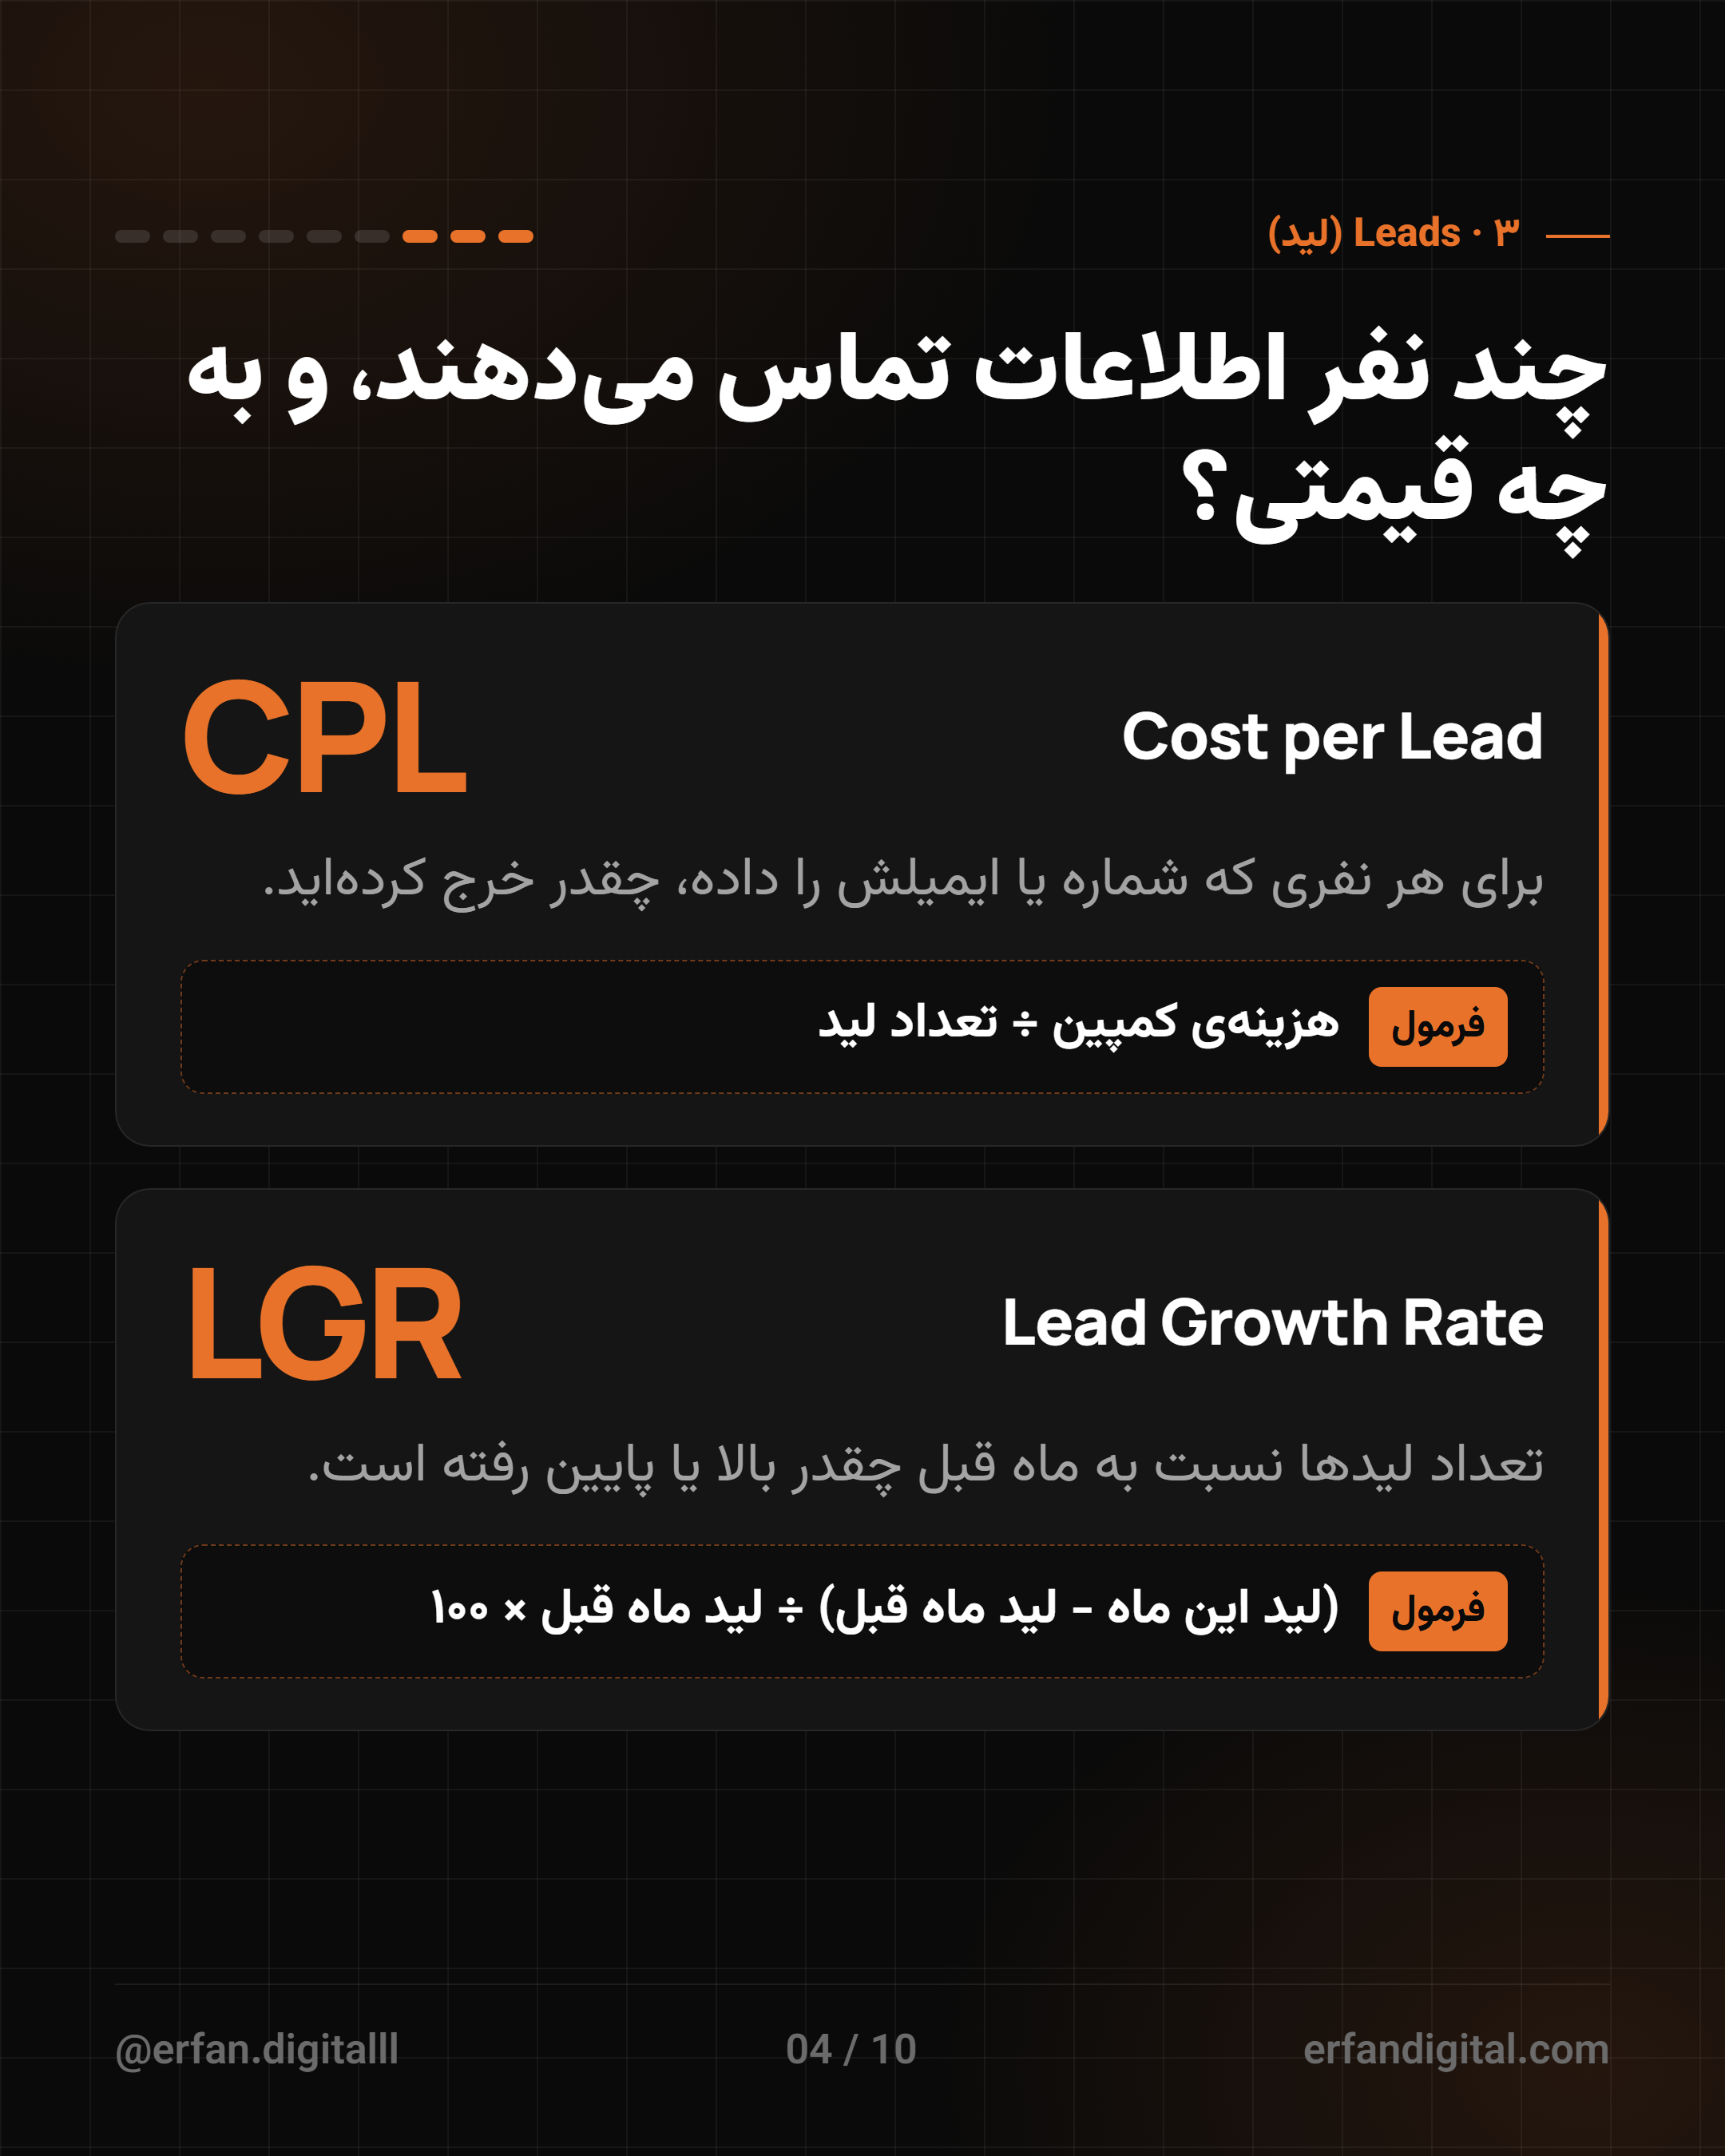 ۳ · Leads (لید)
چند نفر اطلاعات تماس می‌دهند، و به
چه قیمتی؟
Cost per Lead
CPL
برای هر نفری که شماره یا ایمیلش را داده، چقدر خرج کرده‌اید.
فرمول
هزینه‌ی کمپین ÷ تعداد لید
Lead Growth Rate
LGR
تعداد لیدها نسبت به ماه قبل چقدر بالا یا پایین رفته است.
فرمول
(لید این ماه − لید ماه قبل) ÷ لید ماه قبل × ۱۰۰
erfandigital.com
04 / 10
@erfan.digitalll